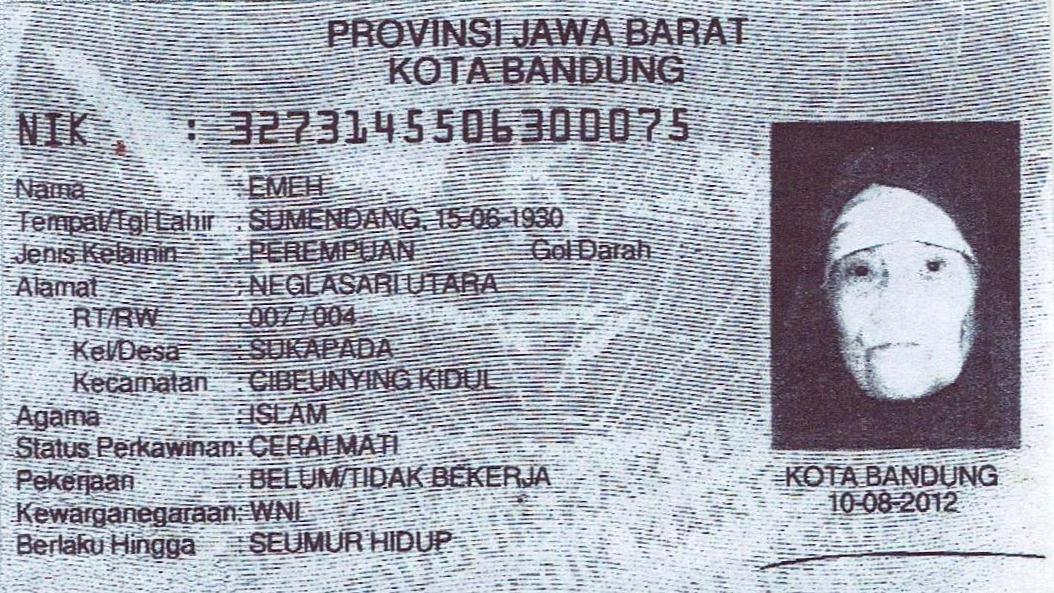 PROVINSI JAWA BARAT
KOTA BANDUNG
NIK : 3273145506300075
Nama : EMEH
Tempat/Tgl Lahir : SUMENDANG, 15-06-1930
Jenis Kelamin : PEREMPUAN Gol Darah
Alamat : NEGLASARI UTARA
RT/RW : 007 / 004
Kel/Desa : SUKAPADA
Kecamatan : CIBEUNYING KIDUL
Agama : ISLAM
Status Perkawinan: CERAI MATI
Pekerjaan : BELUM/TIDAK BEKERJA
Kewarganegaraan: WNI
Berlaku Hingga : SEUMUR HIDUP
KOTA BANDUNG
10-08-2012